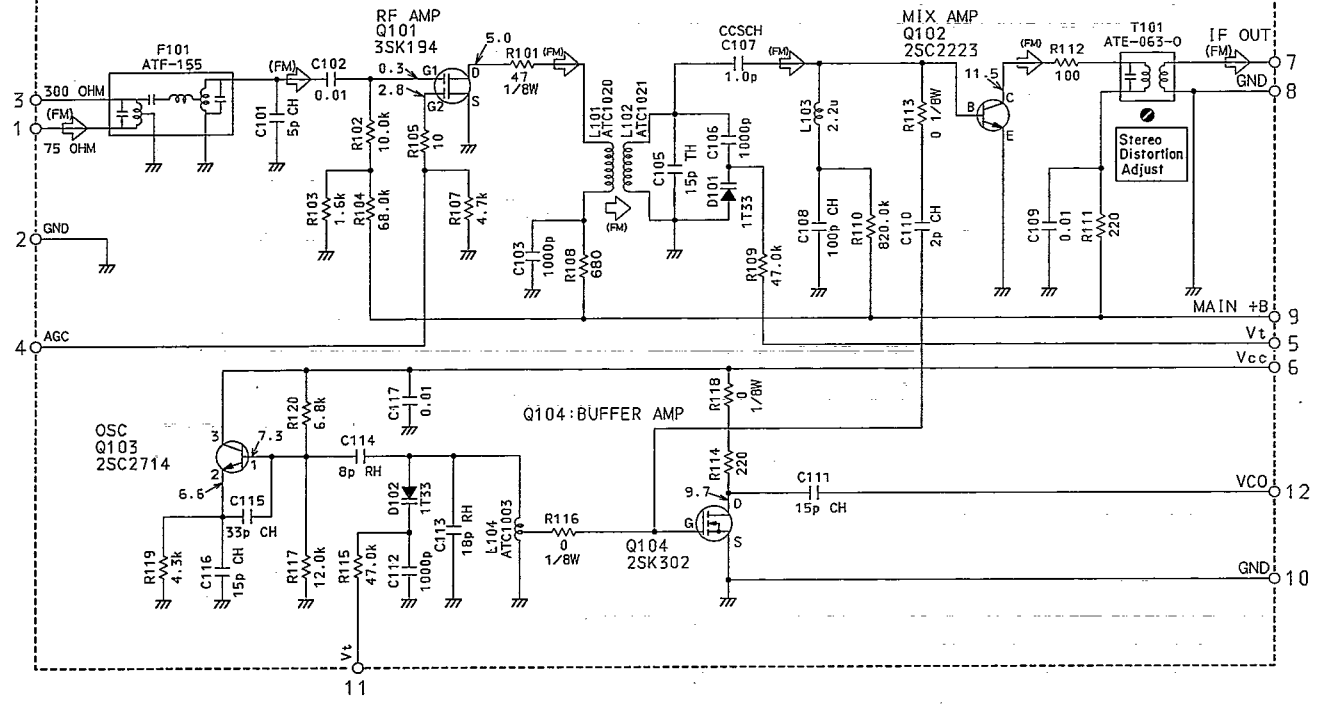 RF AMP
Q101
3SK194
F101
ATF-155
3
300 OHM
(FM)
1
75 OHM
(FM)
C102
0.01
C101
5p CH
0.3
2.8
G1
G2
D
S
5.0
R101
47
1/8W
(FM)
R102
10.0k
R105
10
R103
1.6k
R104
68.0k
R107
4.7k
2
GND
4
AGC
L101
ATC1020
L102
ATC1021
(FM)
C103
1000p
R108
680
CCSCH
C107
1.0p
(FM)
C105
15p TH
C106
1000p
D101
1T33
R109
47.0k
L103
2.2u
C108
100p CH
R110
820.0k
MIX AMP
Q102
2SC2223
11.5
B
C
E
R113
0 1/8W
C110
2p CH
(FM)
R112
100
T101
ATE-063-0
IF OUT
(FM)
7
GND
8
Stereo
Distortion
Adjust
C109
0.01
R111
220
MAIN +B
9
Vt
5
Vcc
6
OSC
Q103
2SC2714
3
2
1
7.3
6.6
R120
6.8k
C117
0.01
C114
8p RH
C115
33p CH
R119
4.3k
C116
15p CH
R117
12.0k
R115
47.0k
D102
1T33
C112
1000p
C113
18p RH
L104
ATC1003
R116
0
1/8W
Q104:BUFFER AMP
R118
0
1/8W
R114
220
9.7
D
G
S
Q104
2SK302
C111
15p CH
VCO
12
GND
10
Vt
11